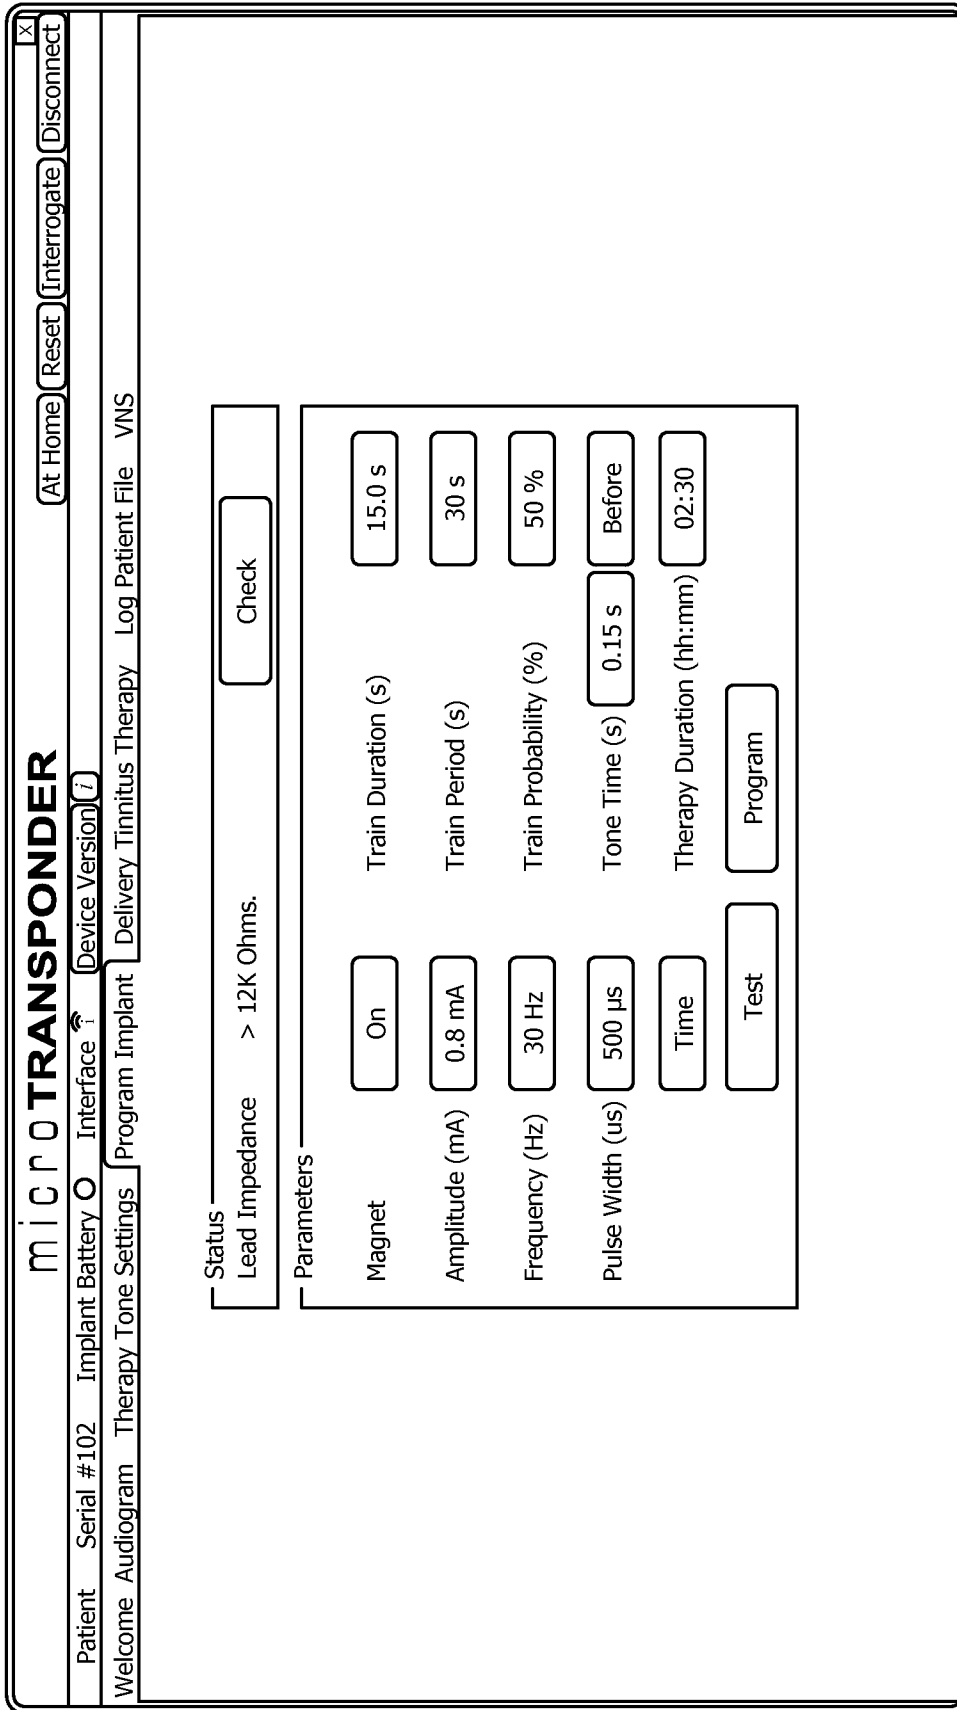 X
micro TRANSPONDER
At Home Reset Interrogate Disconnect
Patient Serial #102 Implant Battery Interface i Device Version i
Welcome Audiogram Therapy Tone Settings Program Implant Delivery Tinnitus Therapy Log Patient File VNS
Status
Lead Impedance > 12K Ohms. Check
Parameters
Magnet On Train Duration (s) 15.0 s
Amplitude (mA) 0.8 mA Train Period (s) 30 s
Frequency (Hz) 30 Hz Train Probability (%) 50 %
Pulse Width (us) 500 µs Tone Time (s) 0.15 s Before
Time Therapy Duration (hh:mm) 02:30
Test Program